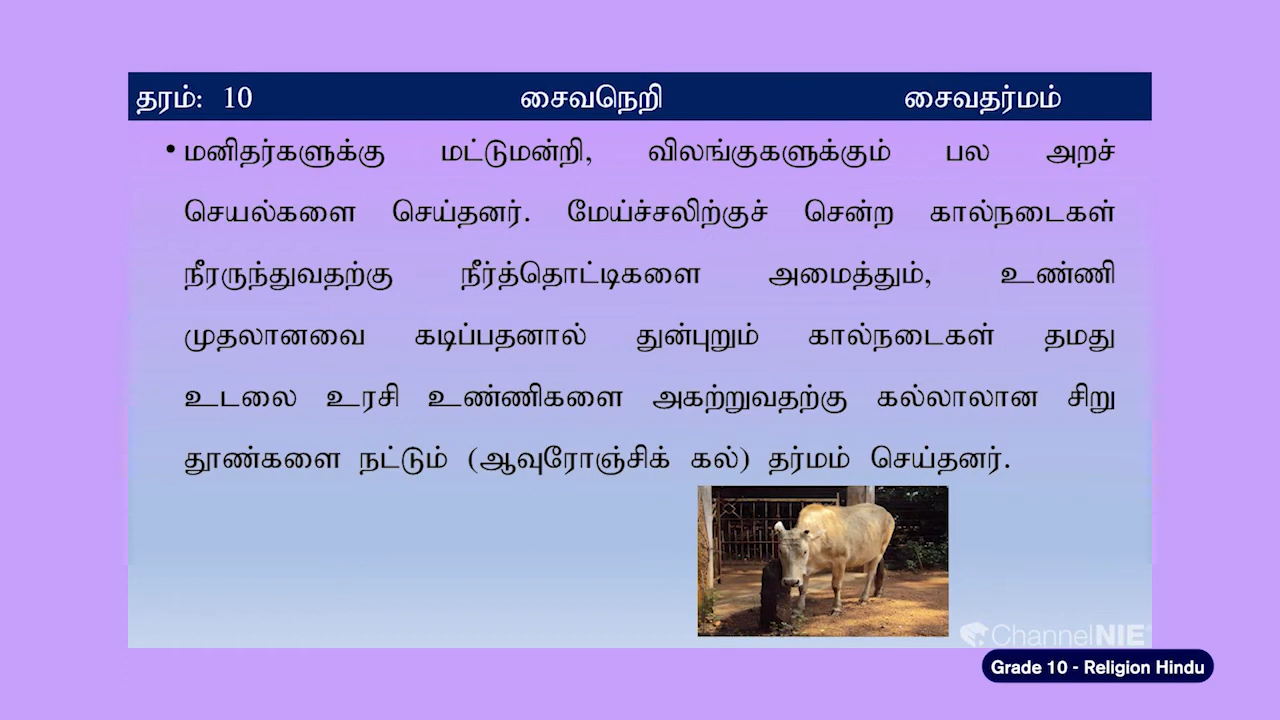 தரம்: 10 சைவநெறி சைவதர்மம்
• மனிதர்களுக்கு மட்டுமன்றி, விலங்குகளுக்கும் பல அறச்
செயல்களை செய்தனர். மேய்ச்சலிற்குச் சென்ற கால்நடைகள்
நீரருந்துவதற்கு நீர்த்தொட்டிகளை அமைத்தும், உண்ணி
முதலானவை கடிப்பதனால் துன்புறும் கால்நடைகள் தமது
உடலை உரசி உண்ணிகளை அகற்றுவதற்கு கல்லாலான சிறு
தூண்களை நட்டும் (ஆவுரோஞ்சிக் கல்) தர்மம் செய்தனர்.
ChannelNIE
Grade 10 - Religion Hindu